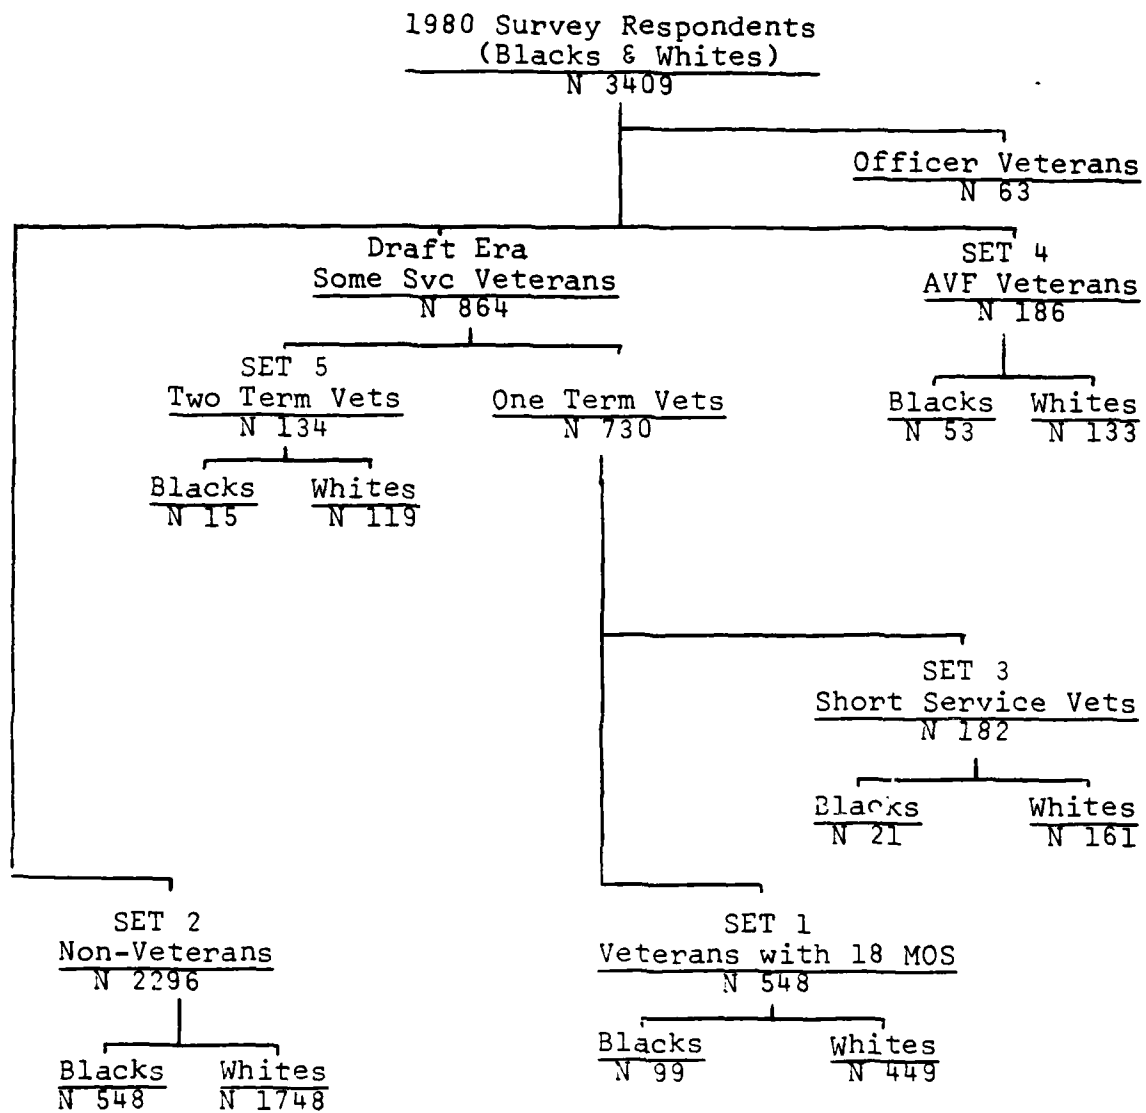 1980 Survey Respondents
(Blacks & Whites)
N 3409
Officer Veterans
N 63
Draft Era
Some Svc Veterans
N 864
SET 4
AVF Veterans
N 186
SET 5
Two Term Vets
N 134
One Term Vets
N 730
Blacks
N 53
Whites
N 133
Blacks
N 15
Whites
N 119
SET 3
Short Service Vets
N 182
Blacks
N 21
Whites
N 161
SET 2
Non-Veterans
N 2296
SET 1
Veterans with 18 MOS
N 548
Blacks
N 548
Whites
N 1748
Blacks
N 99
Whites
N 449